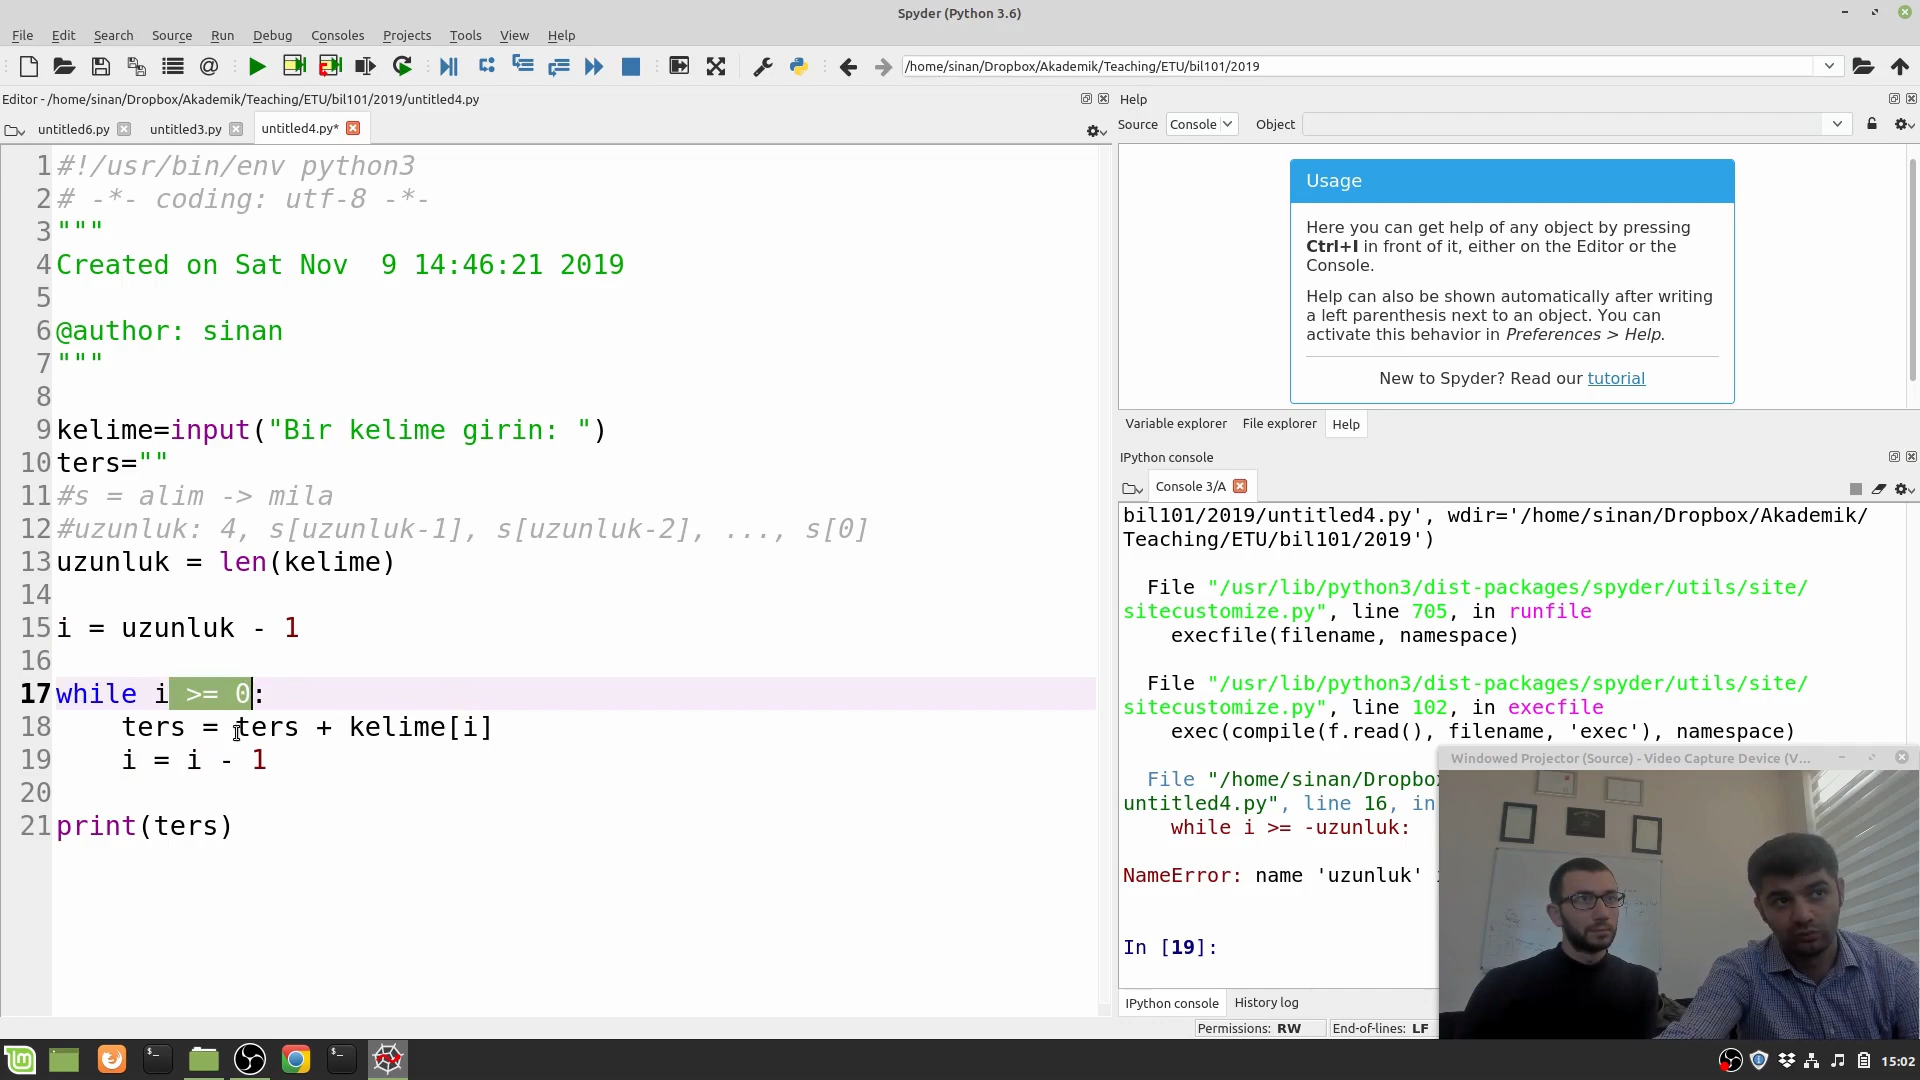 Spyder (Python 3.6)
File Edit Search Source Run Debug Consoles Projects Tools View Help
/home/sinan/Dropbox/Akademik/Teaching/ETU/bil101/2019
Editor - /home/sinan/Dropbox/Akademik/Teaching/ETU/bil101/2019/untitled4.py
untitled6.py untitled3.py untitled4.py*
1 #!/usr/bin/env python3
2 # -*- coding: utf-8 -*-
3 """
4 Created on Sat Nov  9 14:46:21 2019
5
6 @author: sinan
7 """
8
9 kelime=input("Bir kelime girin: ")
10 ters=""
11 #s = alim -> mila
12 #uzunluk: 4, s[uzunluk-1], s[uzunluk-2], ..., s[0]
13 uzunluk = len(kelime)
14
15 i = uzunluk - 1
16
17 while i >= 0:
18     ters = ters + kelime[i]
19     i = i - 1
20
21 print(ters)
Help
Source Console Object
Usage
Here you can get help of any object by pressing
Ctrl+I in front of it, either on the Editor or the
Console.
Help can also be shown automatically after writing
a left parenthesis next to an object. You can
activate this behavior in Preferences > Help.
New to Spyder? Read our tutorial
Variable explorer File explorer Help
IPython console
Console 3/A
bil101/2019/untitled4.py', wdir='/home/sinan/Dropbox/Akademik/
Teaching/ETU/bil101/2019')
File "/usr/lib/python3/dist-packages/spyder/utils/site/
sitecustomize.py", line 705, in runfile
execfile(filename, namespace)
File "/usr/lib/python3/dist-packages/spyder/utils/site/
sitecustomize.py", line 102, in execfile
exec(compile(f.read(), filename, 'exec'), namespace)
File "/home/sinan/Dropbo
untitled4.py", line 16, in
while i >= -uzunluk:
NameError: name 'uzunluk'
In [19]:
IPython console History log
Permissions: RW End-of-lines: LF
Windowed Projector (Source) - Video Capture Device (V...
15:02